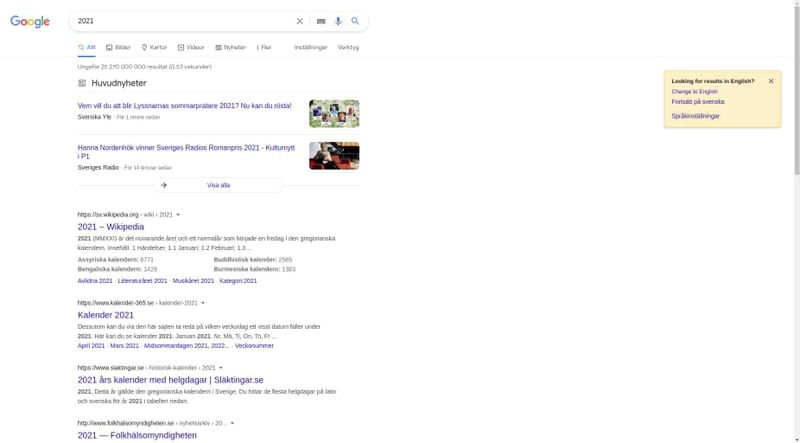 Google
2021
Allt Bilder Kartor Videor Nyheter Fler Inställningar Verktyg
Ungefär 25 270 000 000 resultat (0,63 sekunder)
Huvudnyheter
Vem vill du att blir Lyssnarnas sommarpratare 2021? Nu kan du rösta!
Svenska Yle · För 1 timme sedan
Hanna Nordenhök vinner Sveriges Radios Romanpris 2021 - Kulturnytt
i P1
Sveriges Radio · För 14 timmar sedan
Visa alla
https://sv.wikipedia.org › wiki › 2021
2021 – Wikipedia
2021 (MMXXI) är det nuvarande året och ett normalår som började en fredag i den gregorianska
kalendern. Innehåll. 1 Händelser. 1.1 Januari; 1.2 Februari; 1.3 ...
Assyriska kalendern: 6771 Buddhistisk kalender: 2565
Bengaliska kalendern: 1428 Burmesiska kalendern: 1383
Avlidna 2021 · Litteraturåret 2021 · Musikåret 2021 · Kategori 2021
https://www.kalender-365.se › kalender-2021
Kalender 2021
Dessutom kan du via den här sajten ta reda på vilken veckodag ett visst datum faller under
2021. Här kan du se kalender 2021. Januari 2021. Nr, Må, Ti, On, To, Fr ...
April 2021 · Mars 2021 · Midsommardagen 2021, 2022... · Veckonummer
https://www.slaktingar.se › historisk-kalender › 2021
2021 års kalender med helgdagar | Släktingar.se
2021. Detta år gällde den gregorianska kalendern i Sverige. Du hittar de flesta helgdagar på latin
och svenska för år 2021 i tabellen nedan.
http://www.folkhalsomyndigheten.se › nyhetsarkiv › 20...
2021 — Folkhälsomyndigheten
Looking for results in English?
Change to English
Fortsätt på svenska
Språkinställningar